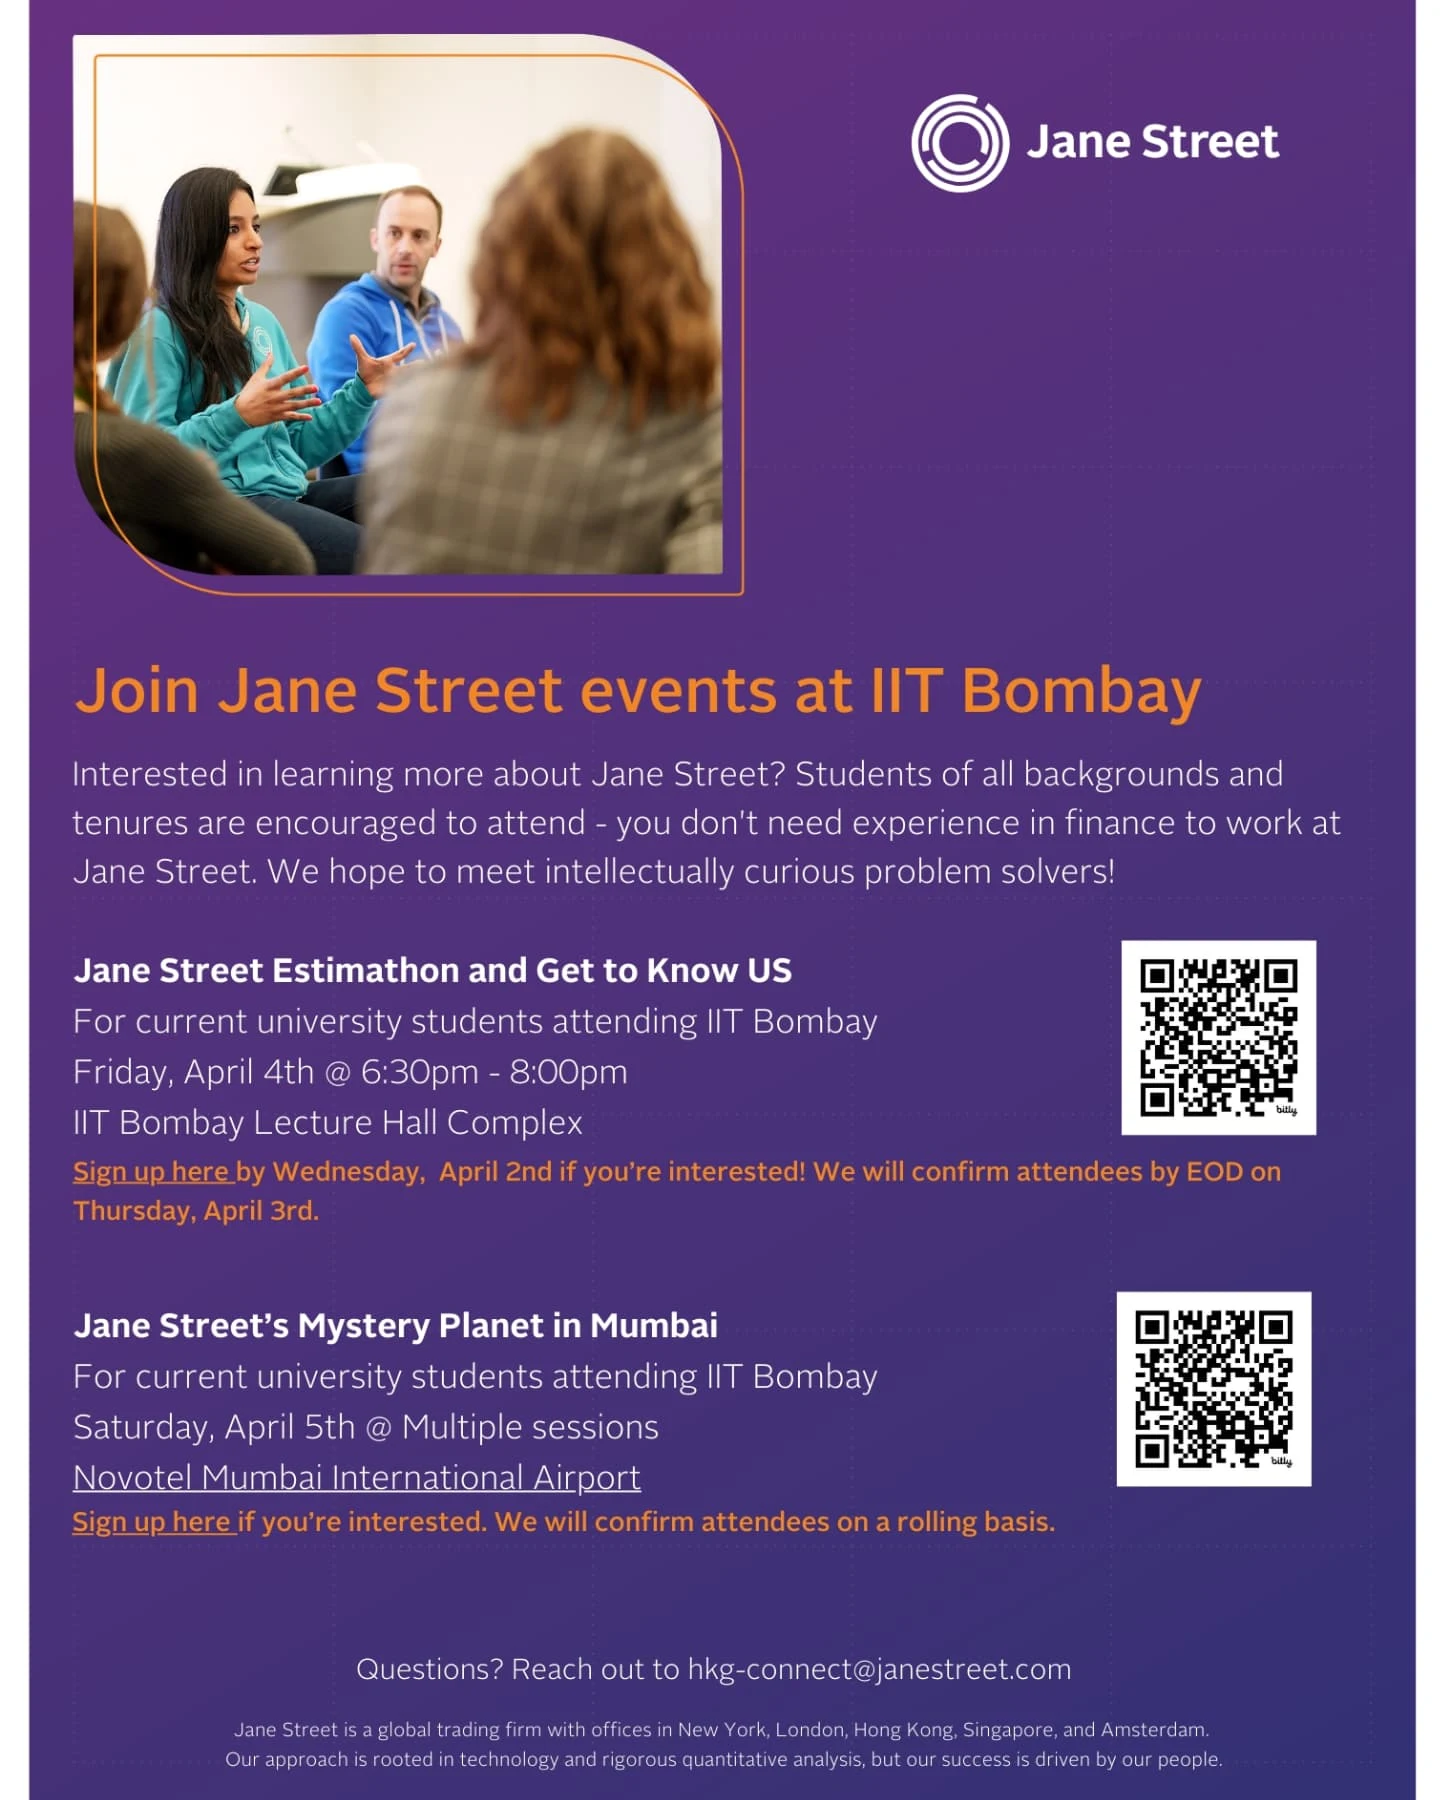 Jane Street
Join Jane Street events at IIT Bombay
Interested in learning more about Jane Street? Students of all backgrounds and
tenures are encouraged to attend - you don't need experience in finance to work at
Jane Street. We hope to meet intellectually curious problem solvers!
Jane Street Estimathon and Get to Know US
For current university students attending IIT Bombay
Friday, April 4th @ 6:30pm - 8:00pm
IIT Bombay Lecture Hall Complex
bitly
Sign up here by Wednesday,  April 2nd if you’re interested! We will confirm attendees by EOD on
Thursday, April 3rd.
Jane Street’s Mystery Planet in Mumbai
For current university students attending IIT Bombay
Saturday, April 5th @ Multiple sessions
Novotel Mumbai International Airport
bitly
Sign up here if you’re interested. We will confirm attendees on a rolling basis.
Questions? Reach out to hkg-connect@janestreet.com
Jane Street is a global trading firm with offices in New York, London, Hong Kong, Singapore, and Amsterdam.
Our approach is rooted in technology and rigorous quantitative analysis, but our success is driven by our people.